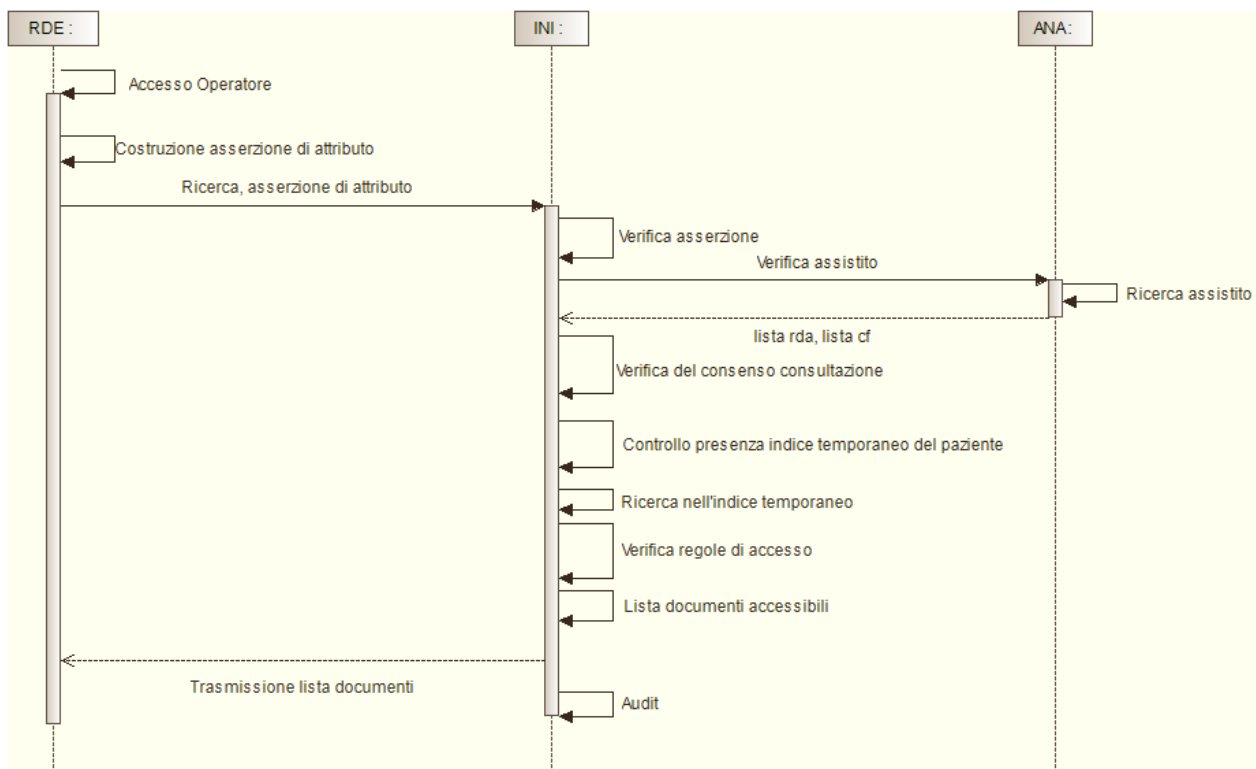 RDE :
INI :
ANA:
Accesso Operatore
Costruzione asserzione di attributo
Ricerca, asserzione di attributo
Verifica asserzione
Verifica assistito
Ricerca assistito
lista rda, lista cf
Verifica del consenso consultazione
Controllo presenza indice temporaneo del paziente
Ricerca nell'indice temporaneo
Verifica regole di accesso
Lista documenti accessibili
Trasmissione lista documenti
Audit